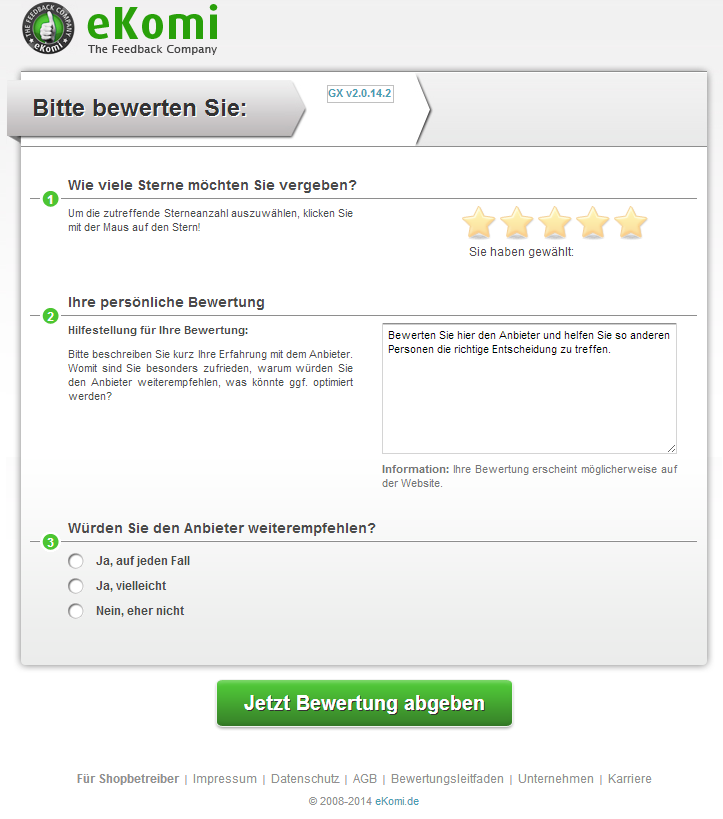 THE FEEDBACK COMPANY
eKomi
eKomi
The Feedback Company
Bitte bewerten Sie:
GX v2.0.14.2
Wie viele Sterne möchten Sie vergeben?
1
Um die zutreffende Sterneanzahl auszuwählen, klicken Sie
mit der Maus auf den Stern!
Sie haben gewählt:
Ihre persönliche Bewertung
2
Hilfestellung für Ihre Bewertung:
Bitte beschreiben Sie kurz Ihre Erfahrung mit dem Anbieter.
Womit sind Sie besonders zufrieden, warum würden Sie
den Anbieter weiterempfehlen, was könnte ggf. optimiert
werden?
Bewerten Sie hier den Anbieter und helfen Sie so anderen
Personen die richtige Entscheidung zu treffen.
Information: Ihre Bewertung erscheint möglicherweise auf
der Website.
Würden Sie den Anbieter weiterempfehlen?
3
Ja, auf jeden Fall
Ja, vielleicht
Nein, eher nicht
Jetzt Bewertung abgeben
Für Shopbetreiber | Impressum | Datenschutz | AGB | Bewertungsleitfaden | Unternehmen | Karriere
© 2008-2014 eKomi.de